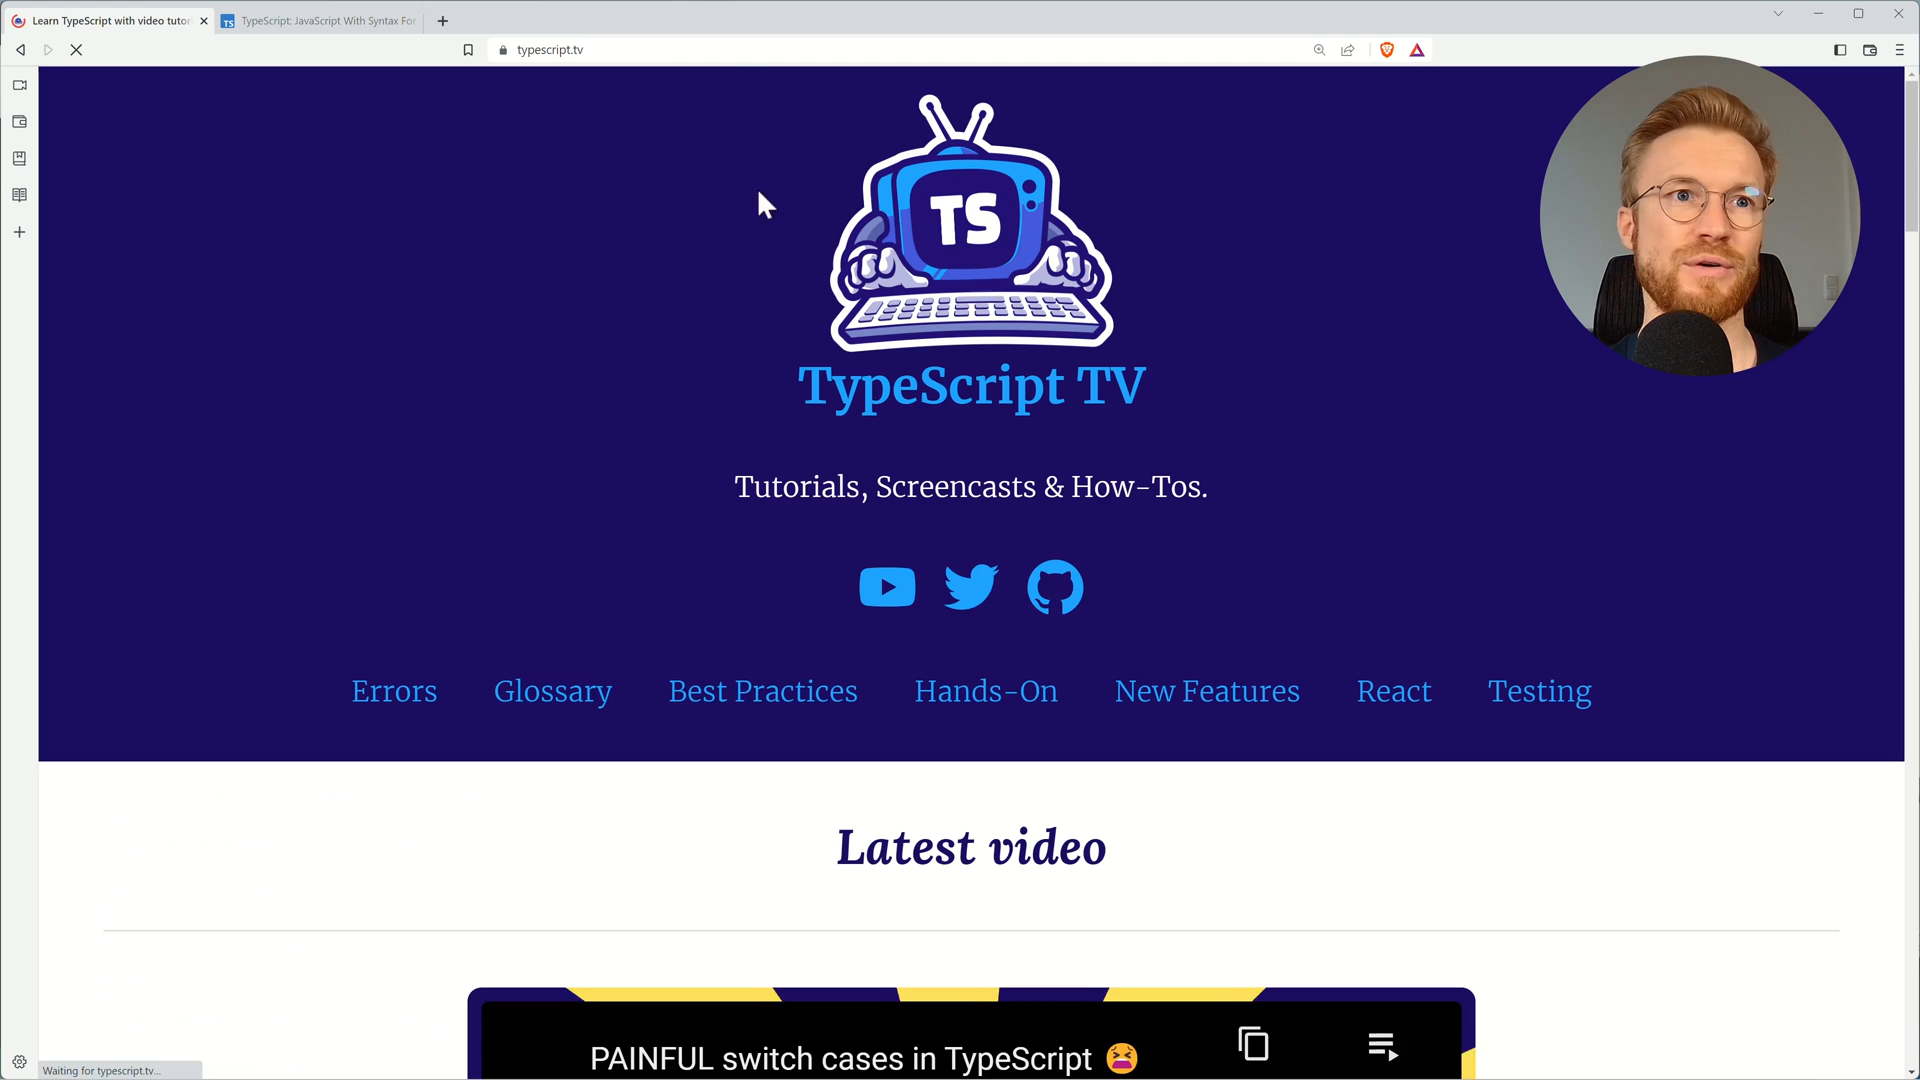 Learn TypeScript with video tutor
TypeScript: JavaScript With Syntax For
typescript.tv
TS
TypeScript TV
Tutorials, Screencasts & How-Tos.
Errors Glossary Best Practices Hands-On New Features React Testing
Latest video
PAINFUL switch cases in TypeScript 😫
Waiting for typescript.tv...